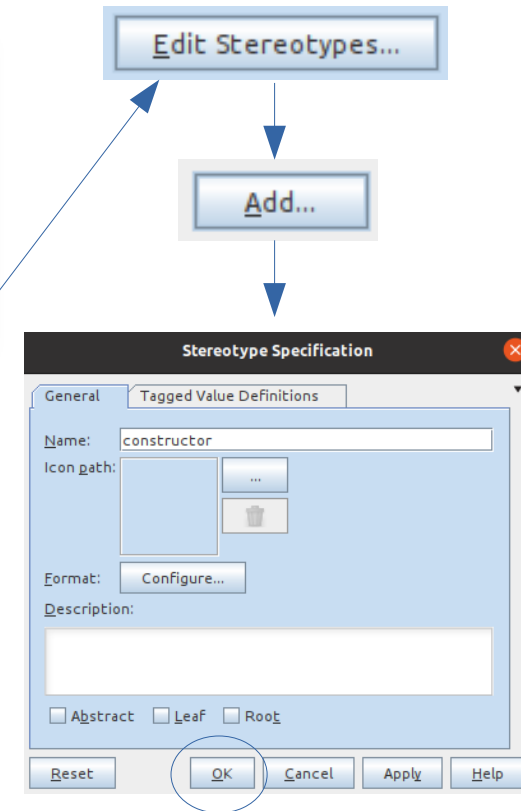 Edit Stereotypes...
Add...
Stereotype Specification
General Tagged Value Definitions
Name: constructor
Icon path: ...
Format: Configure...
Description:
Abstract Leaf Root
Reset OK Cancel Apply Help